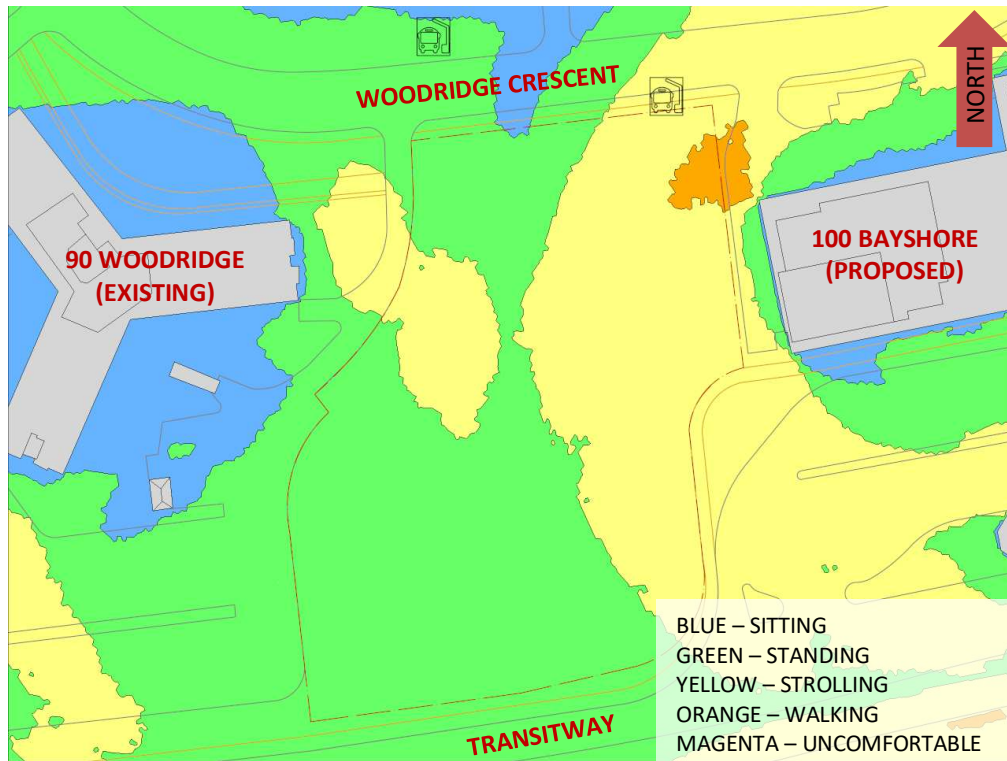 WOODRIDGE CRESCENT
NORTH
90 WOODRIDGE
(EXISTING)
100 BAYSHORE
(PROPOSED)
BLUE – SITTING
GREEN – STANDING
YELLOW – STROLLING
ORANGE – WALKING
MAGENTA – UNCOMFORTABLE
TRANSITWAY